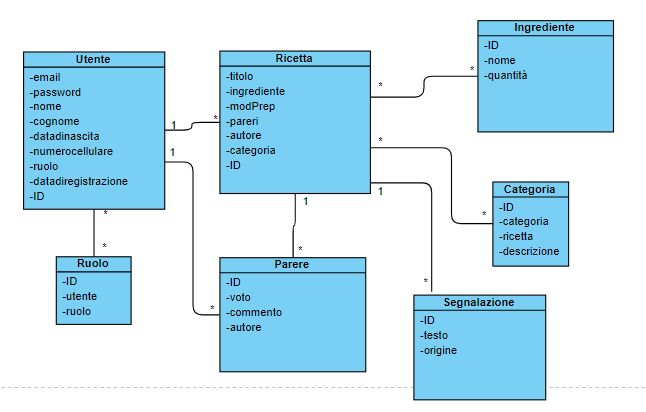 Utente
-email
-password
-nome
-cognome
-datadinascita
-numerocellulare
-ruolo
-datadiregistrazione
-ID
Ricetta
-titolo
-ingrediente
-modPrep
-pareri
-autore
-categoria
-ID
Ingrediente
-ID
-nome
-quantità
Categoria
-ID
-categoria
-ricetta
-descrizione
Ruolo
-ID
-utente
-ruolo
Parere
-ID
-voto
-commento
-autore
Segnalazione
-ID
-testo
-origine
1
*
1
*
*
*
*
*
*
*
1
*
1
*